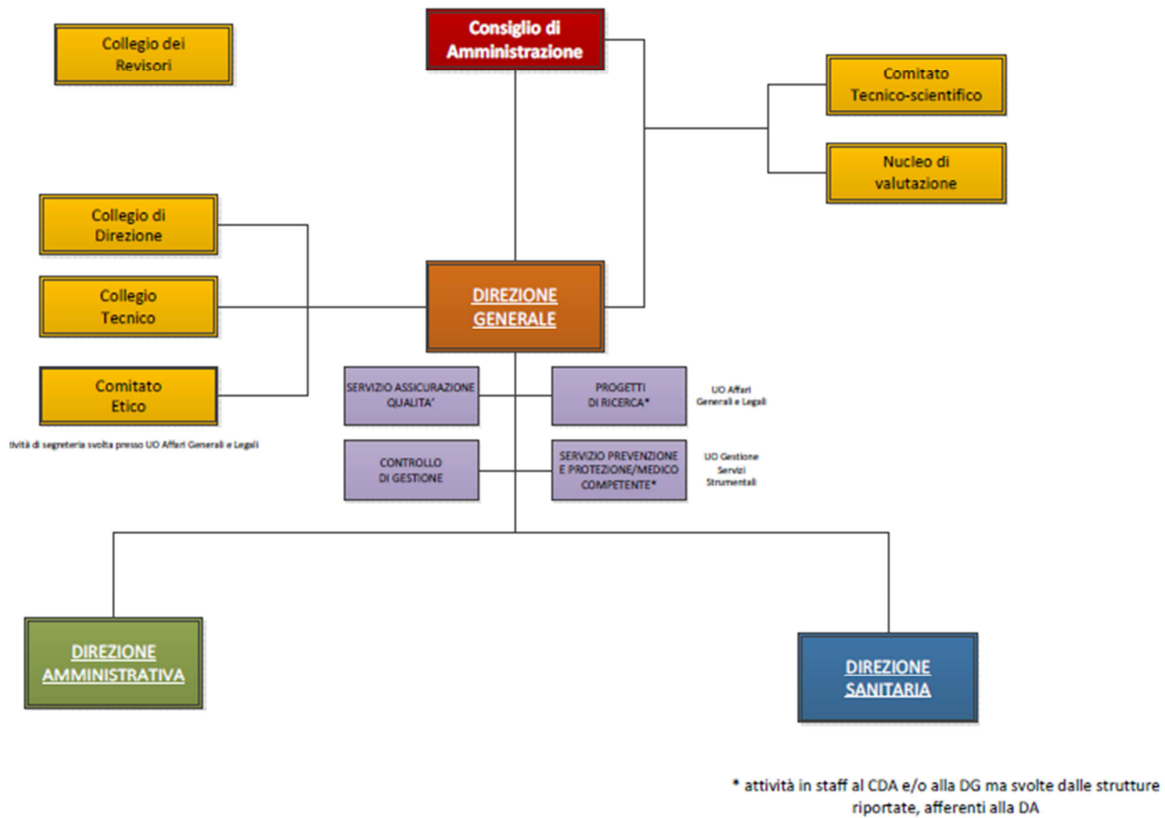 Collegio dei
Revisori
Consiglio di
Amministrazione
Comitato
Tecnico-scientifico
Nucleo di
valutazione
Collegio di
Direzione
Collegio
Tecnico
Comitato
Etico
tività di segreteria svolta presso UO Affari Generali e Legali
DIREZIONE
GENERALE
SERVIZIO ASSICURAZIONE
QUALITA'
PROGETTI
DI RICERCA*
UO Affari
Generali e Legali
CONTROLLO
DI GESTIONE
SERVIZIO PREVENZIONE
E PROTEZIONE/MEDICO
COMPETENTE*
UO Gestione
Servizi
Strumentali
DIREZIONE
AMMINISTRATIVA
DIREZIONE
SANITARIA
* attività in staff al CDA e/o alla DG ma svolte dalle strutture
riportate, afferenti alla DA